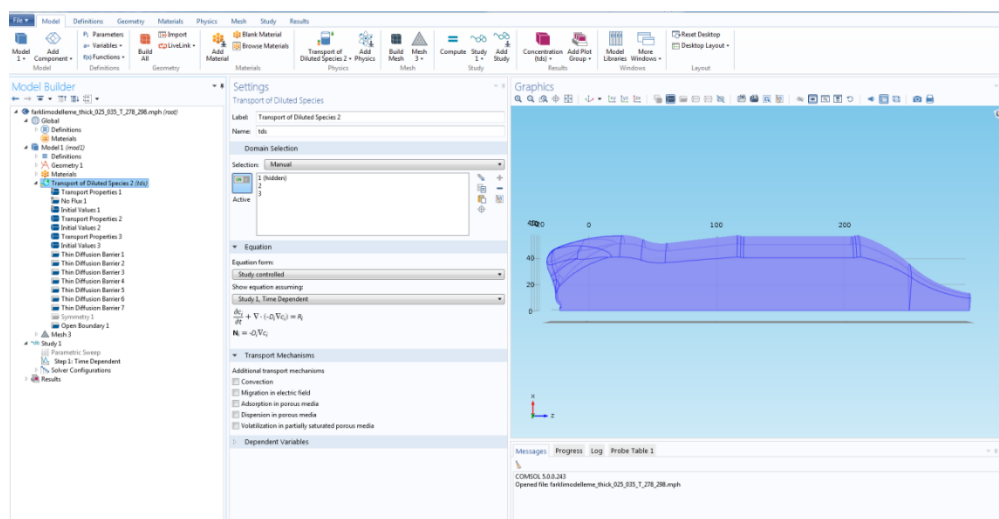 File Model Definitions Geometry Materials Physics Mesh Study Results
Model 1 Add Component
Model
Pi Parameters
a= Variables
f(x) Functions
Definitions
Build All
Import
LiveLink
Geometry
Add Material
Blank Material
Browse Materials
Materials
Transport of Diluted Species 2 Add Physics
Physics
Build Mesh Mesh 3
Mesh
Compute Study 1 Add Study
Study
Concentration (tds) Add Plot Group
Results
Model Libraries More Windows
Windows
Reset Desktop
Desktop Layout
Layout
Model Builder
farklimodelleme_thick_025_035_T_278_298.mph (root)
Global
Definitions
Materials
Model 1 (mod1)
Definitions
Geometry 1
Materials
Transport of Diluted Species 2 (tds)
Transport Properties 1
No Flux 1
Initial Values 1
Transport Properties 2
Initial Values 2
Transport Properties 3
Initial Values 3
Thin Diffusion Barrier 1
Thin Diffusion Barrier 2
Thin Diffusion Barrier 3
Thin Diffusion Barrier 4
Thin Diffusion Barrier 5
Thin Diffusion Barrier 6
Thin Diffusion Barrier 7
Symmetry 1
Open Boundary 1
Mesh 3
Study 1
Parametric Sweep
Step 1: Time Dependent
Solver Configurations
Results
Settings
Transport of Diluted Species
Label: Transport of Diluted Species 2
Name: tds
Domain Selection
Selection: Manual
Active
1 (hidden)
2
3
Equation
Equation form:
Study controlled
Show equation assuming:
Study 1, Time Dependent
∂cᵢ/∂t + ∇·(-Dᵢ∇cᵢ) = Rᵢ
Nᵢ = -Dᵢ∇cᵢ
Transport Mechanisms
Additional transport mechanisms
Convection
Migration in electric field
Adsorption in porous media
Dispersion in porous media
Volatilization in partially saturated porous media
Dependent Variables
Graphics
0 100 200
40
20
0
x
z
Messages Progress Log Probe Table 1
COMSOL 5.0.0.243
Opened file: farklimodelleme_thick_025_035_T_278_298.mph